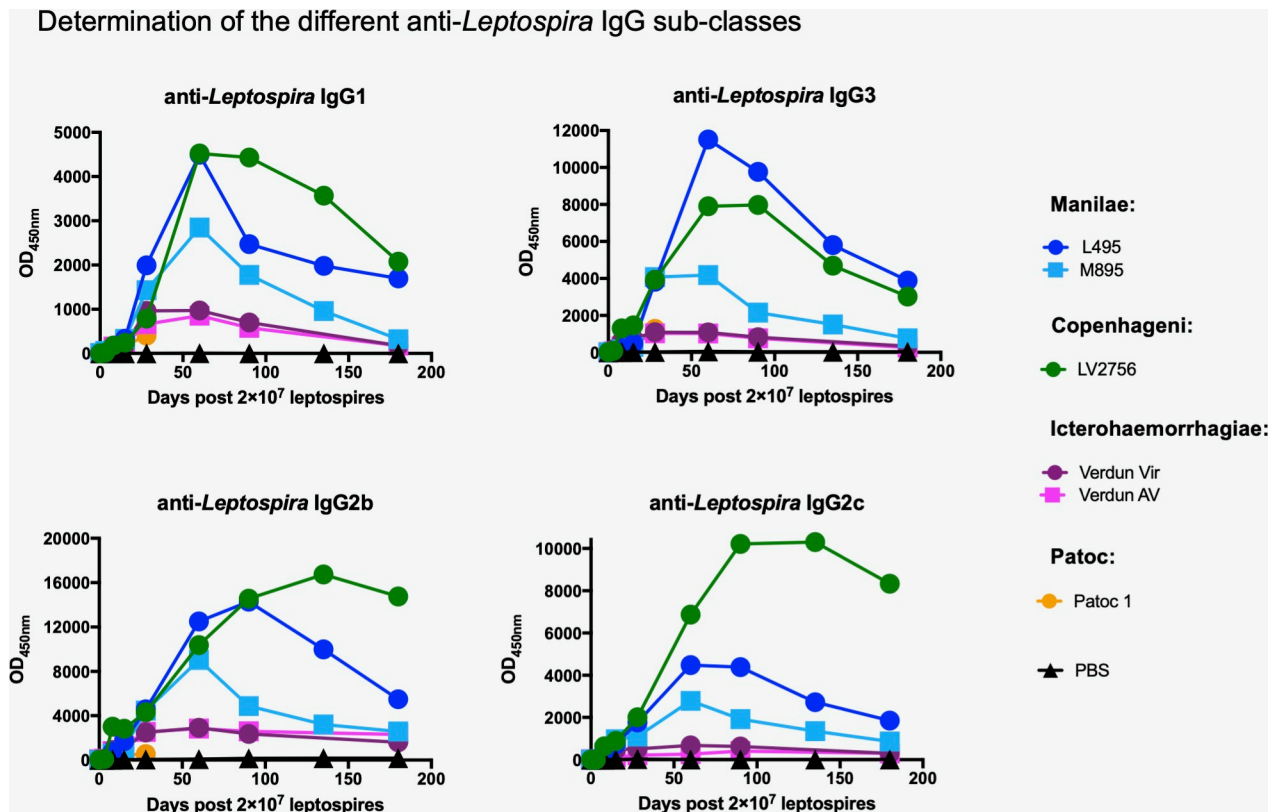 Determination of the different anti-Leptospira IgG sub-classes
anti-Leptospira IgG1
5000
4000
3000
2000
1000
0
OD450nm
0 50 100 150 200
Days post 2×10⁷ leptospires
anti-Leptospira IgG3
12000
10000
8000
6000
4000
2000
0
OD450nm
0 50 100 150 200
Days post 2×10⁷ leptospires
Manilae:
L495
M895
Copenhageni:
LV2756
Icterohaemorrhagiae:
Verdun Vir
Verdun AV
Patoc:
Patoc 1
PBS
anti-Leptospira IgG2b
20000
16000
12000
8000
4000
0
OD450nm
0 50 100 150 200
Days post 2×10⁷ leptospires
anti-Leptospira IgG2c
10000
8000
6000
4000
2000
0
OD450nm
0 50 100 150 200
Days post 2×10⁷ leptospires